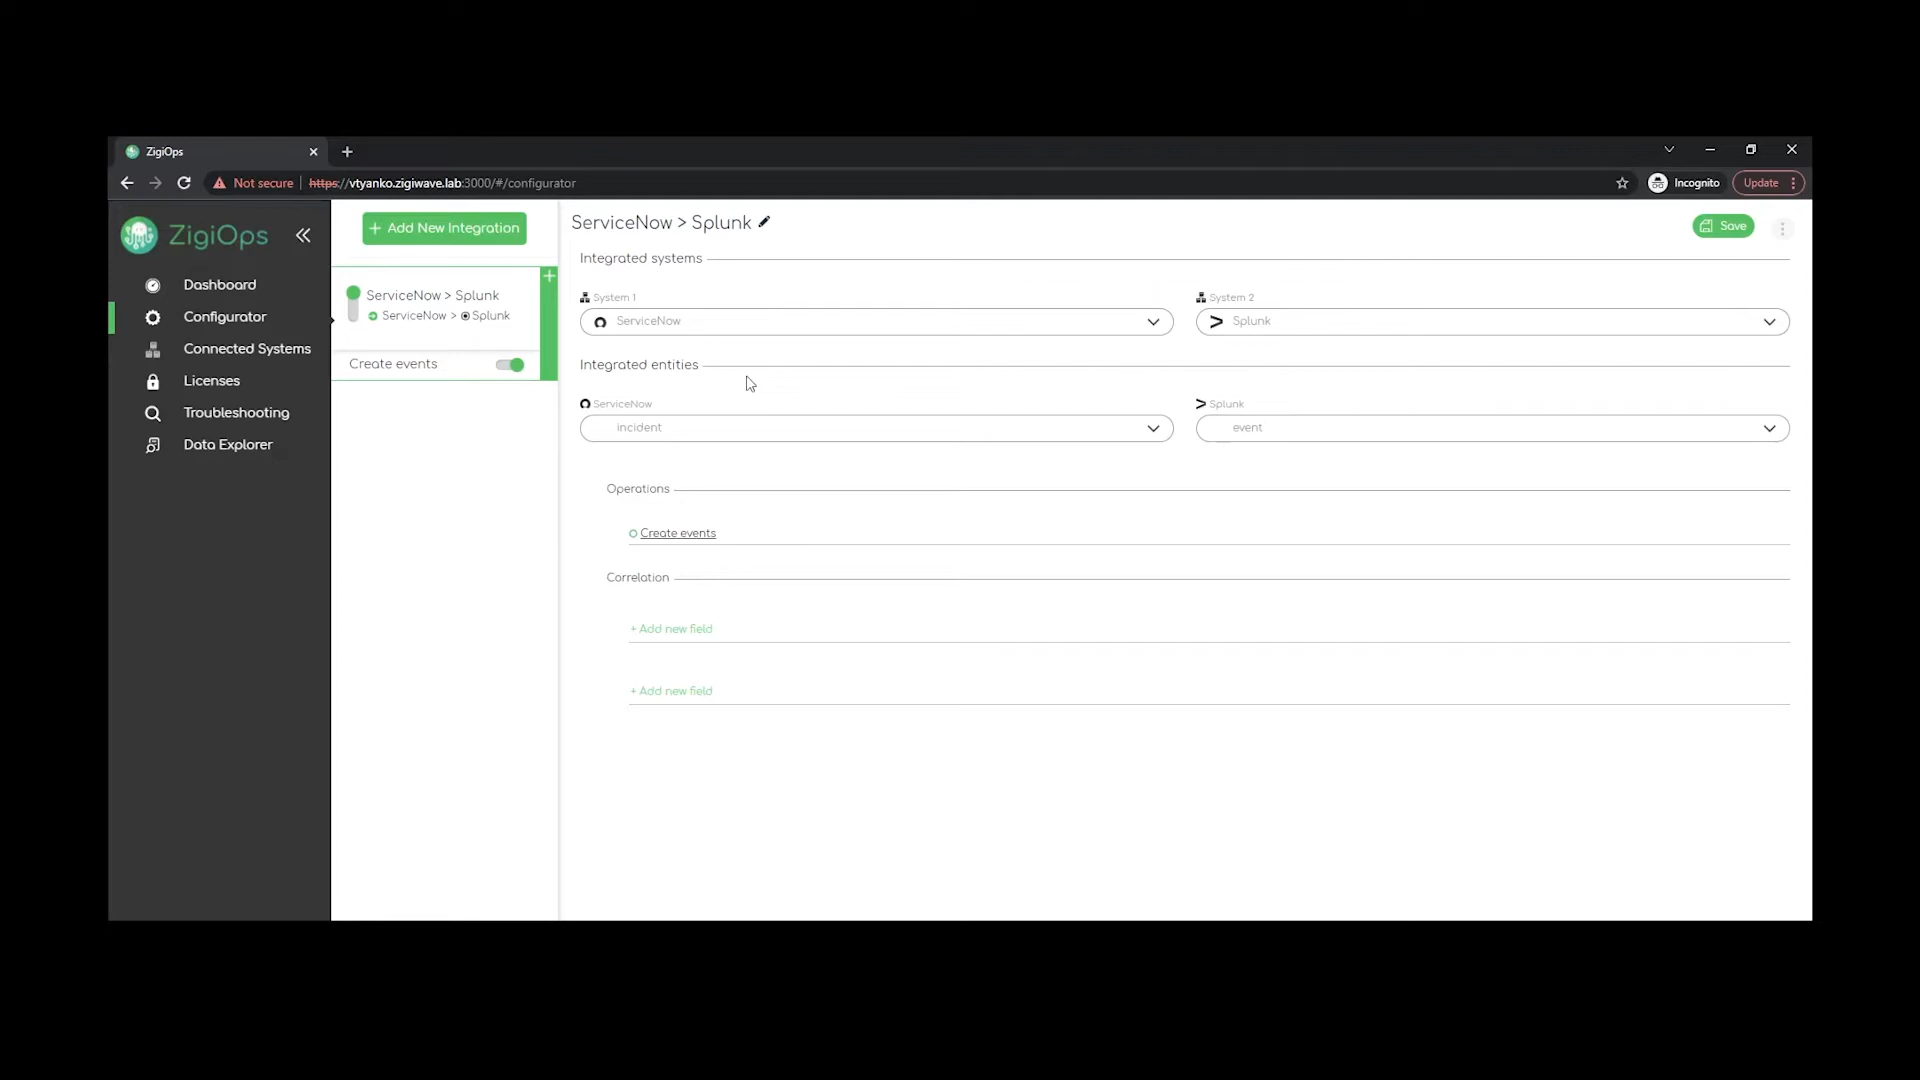 ZigiOps
Not secure | https://vtyanko.zigiwave.lab:3000/#/configurator
Incognito
Update
ZigiOps
Dashboard
Configurator
Connected Systems
Licenses
Troubleshooting
Data Explorer
+ Add New Integration
ServiceNow > Splunk
ServiceNow > Splunk
Create events
ServiceNow > Splunk
Save
Integrated systems
System 1
System 2
ServiceNow
Splunk
Integrated entities
ServiceNow
Splunk
incident
event
Operations
Create events
Correlation
+ Add new field
+ Add new field